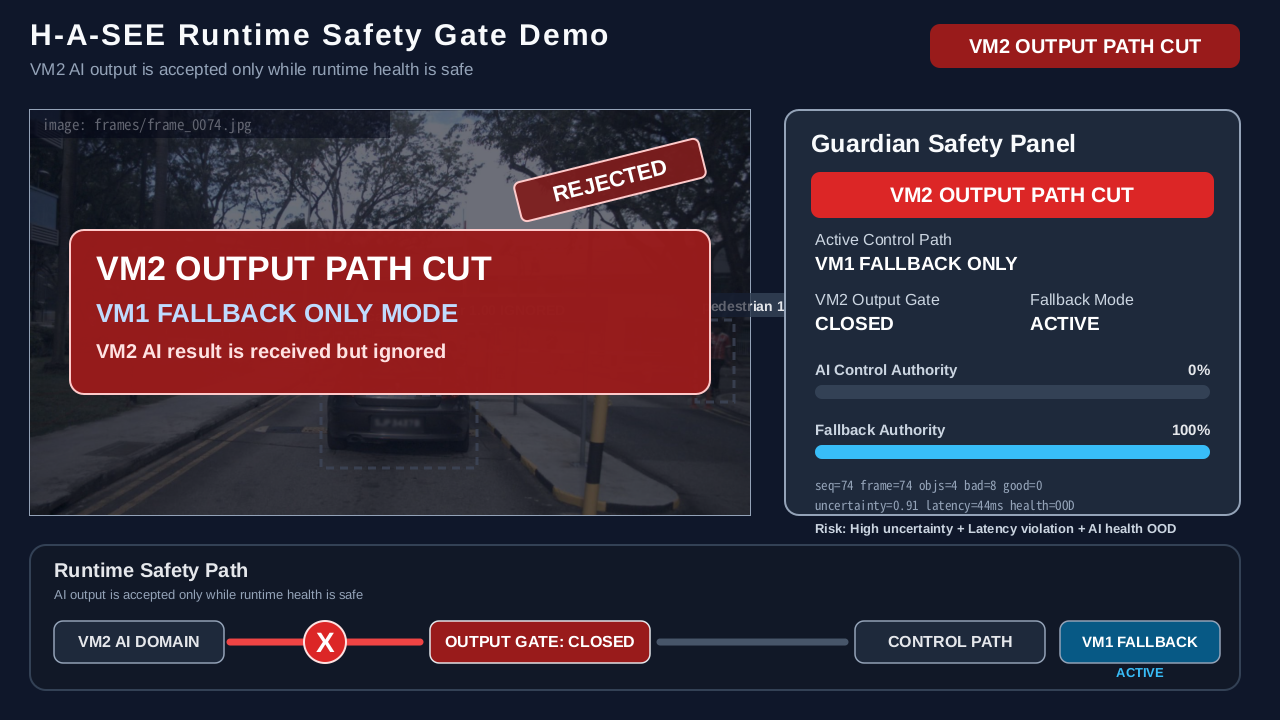 H-A-SEE Runtime Safety Gate Demo
VM2 AI output is accepted only while runtime health is safe
VM2 OUTPUT PATH CUT
image: frames/frame_0074.jpg
REJECTED
VM2 OUTPUT PATH CUT
VM1 FALLBACK ONLY MODE
VM2 AI result is received but ignored
edestrian 1
Guardian Safety Panel
VM2 OUTPUT PATH CUT
Active Control Path
VM1 FALLBACK ONLY
VM2 Output Gate
CLOSED
Fallback Mode
ACTIVE
AI Control Authority 0%
Fallback Authority 100%
seq=74 frame=74 objs=4 bad=8 good=0
uncertainty=0.91 latency=44ms health=OOD
Risk: High uncertainty + Latency violation + AI health OOD
Runtime Safety Path
AI output is accepted only while runtime health is safe
VM2 AI DOMAIN
X
OUTPUT GATE: CLOSED
CONTROL PATH
VM1 FALLBACK
ACTIVE